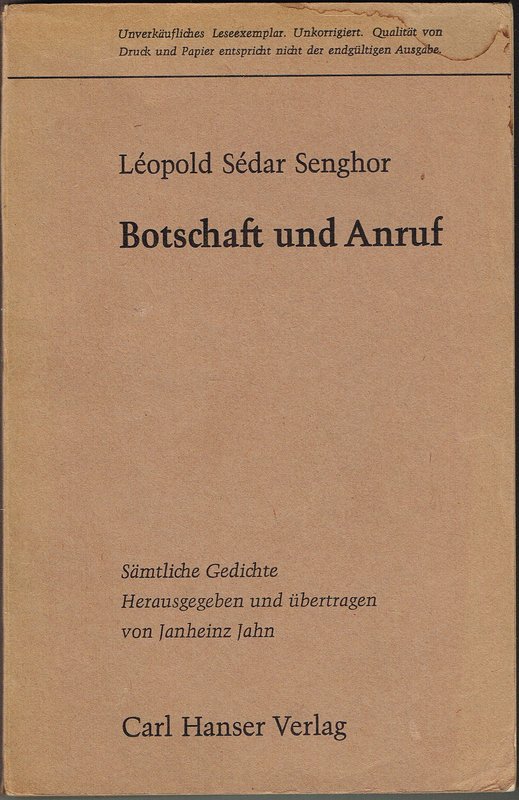 Unverkäufliches Leseexemplar. Unkorrigiert. Qualität von
Druck und Papier entspricht nicht der endgültigen Ausgabe.
Léopold Sédar Senghor
Botschaft und Anruf
Sämtliche Gedichte
Herausgegeben und übertragen
von Janheinz Jahn
Carl Hanser Verlag